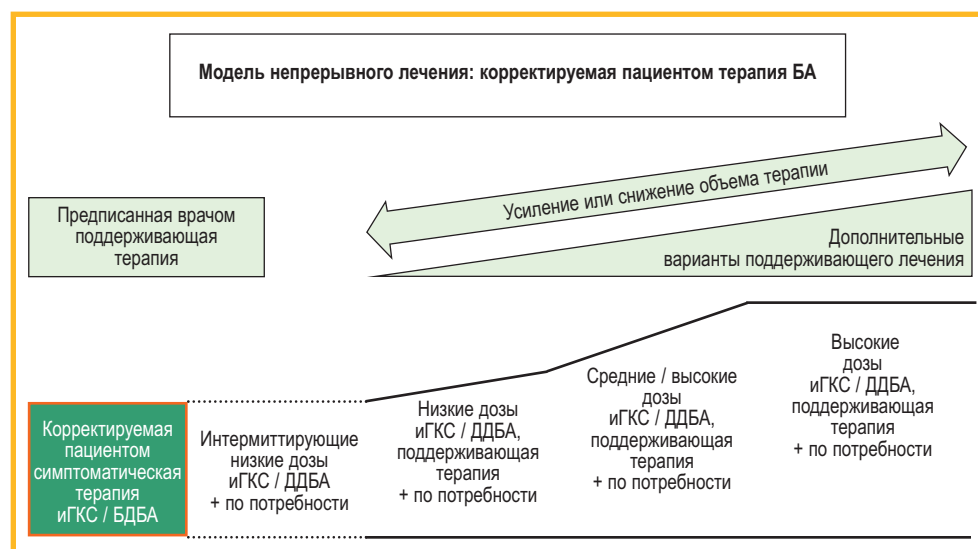 Модель непрерывного лечения: корректируемая пациентом терапия БА
Усиление или снижение объема терапии
Предписанная врачом
поддерживающая
терапия
Дополнительные
варианты поддерживающего лечения
Корректируемая
пациентом
симптоматическая
терапия
иГКС / БДБА
Интермиттирующие
низкие дозы
иГКС / ДДБА
+ по потребности
Низкие дозы
иГКС / ДДБА,
поддерживающая
терапия
+ по потребности
Средние / высокие
дозы
иГКС / ДДБА,
поддерживающая
терапия
+ по потребности
Высокие
дозы
иГКС / ДДБА,
поддерживающая
терапия
+ по потребности